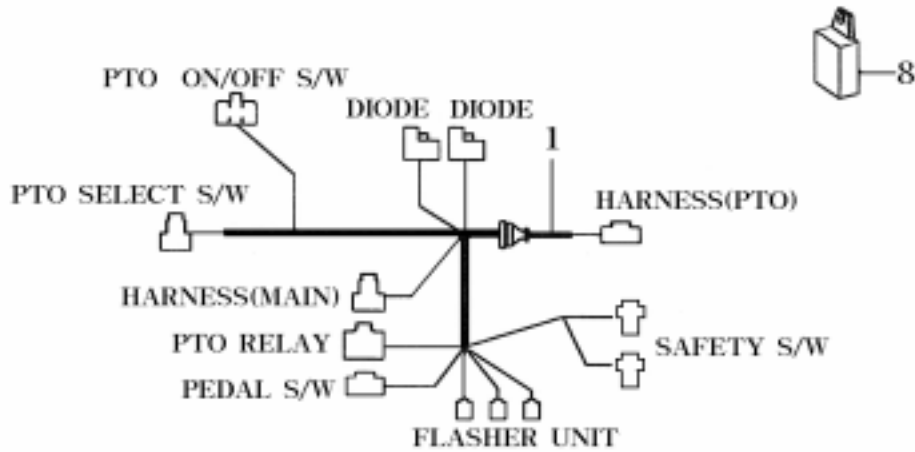 8
PTO ON/OFF S/W
DIODE DIODE
1
PTO SELECT S/W
HARNESS(PTO)
HARNESS(MAIN)
PTO RELAY
SAFETY S/W
PEDAL S/W
FLASHER UNIT